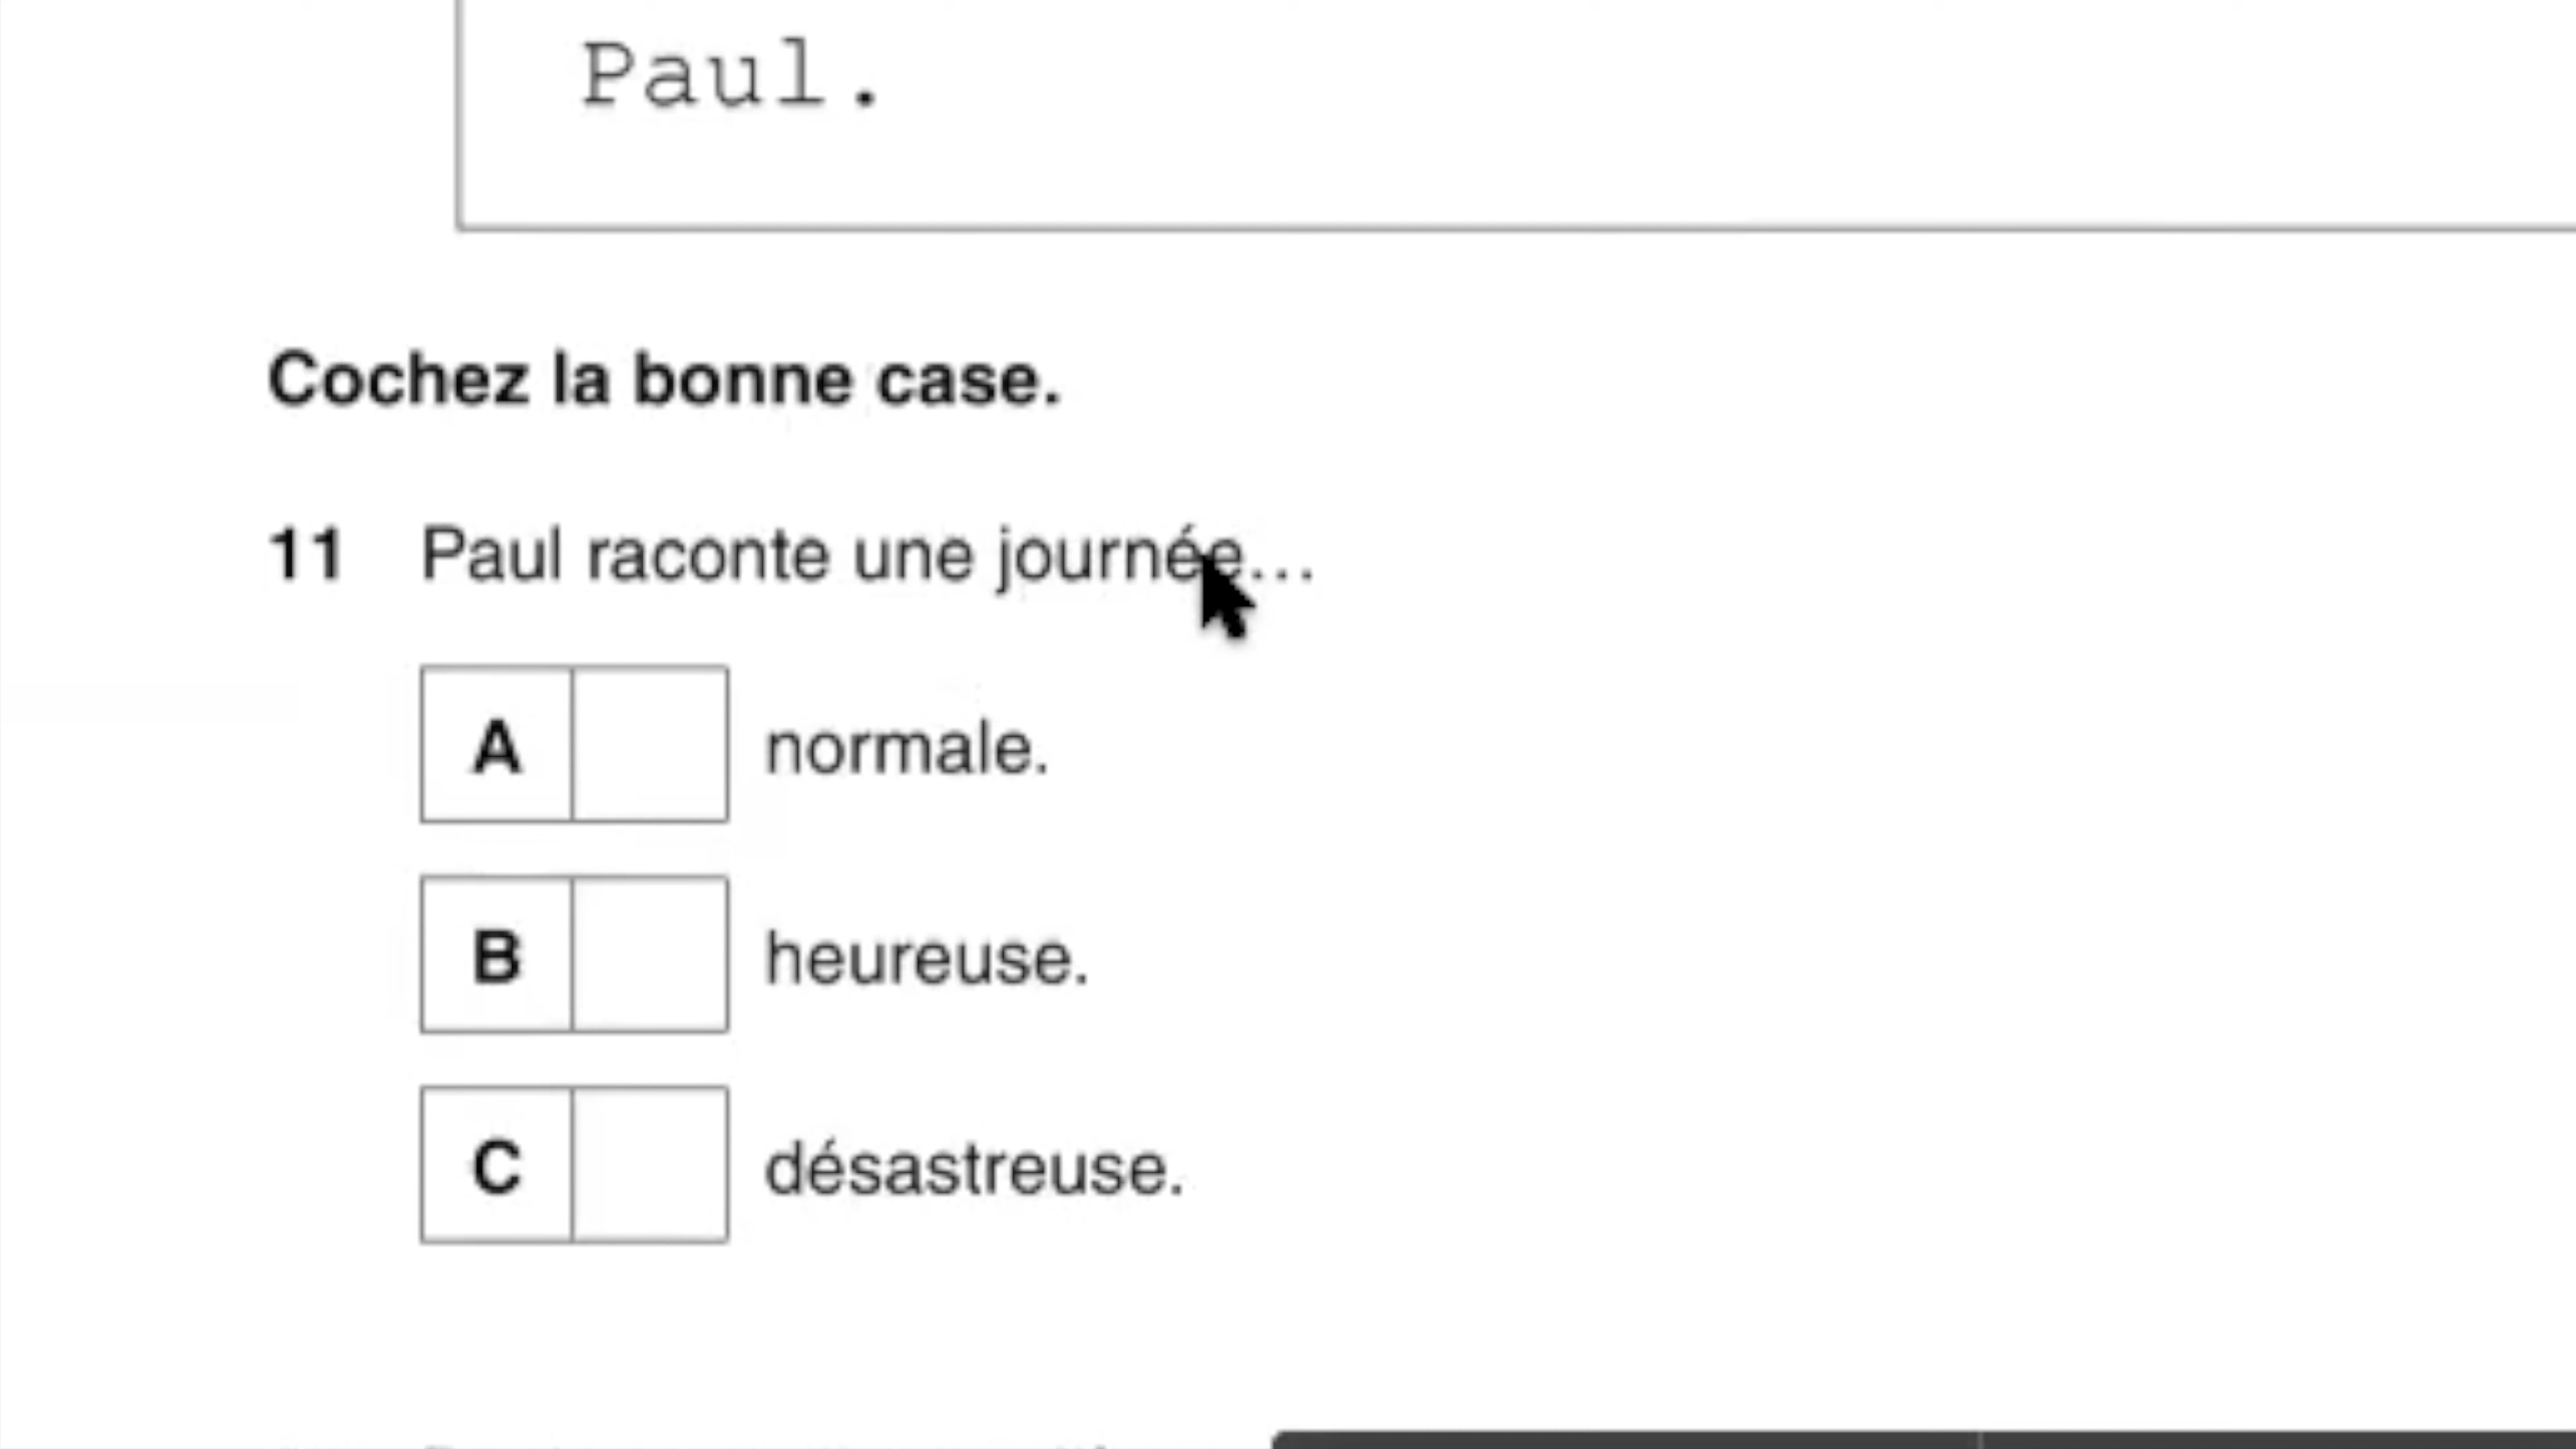 Paul.
Cochez la bonne case.
11 Paul raconte une journée...
A normale.
B heureuse.
C désastreuse.